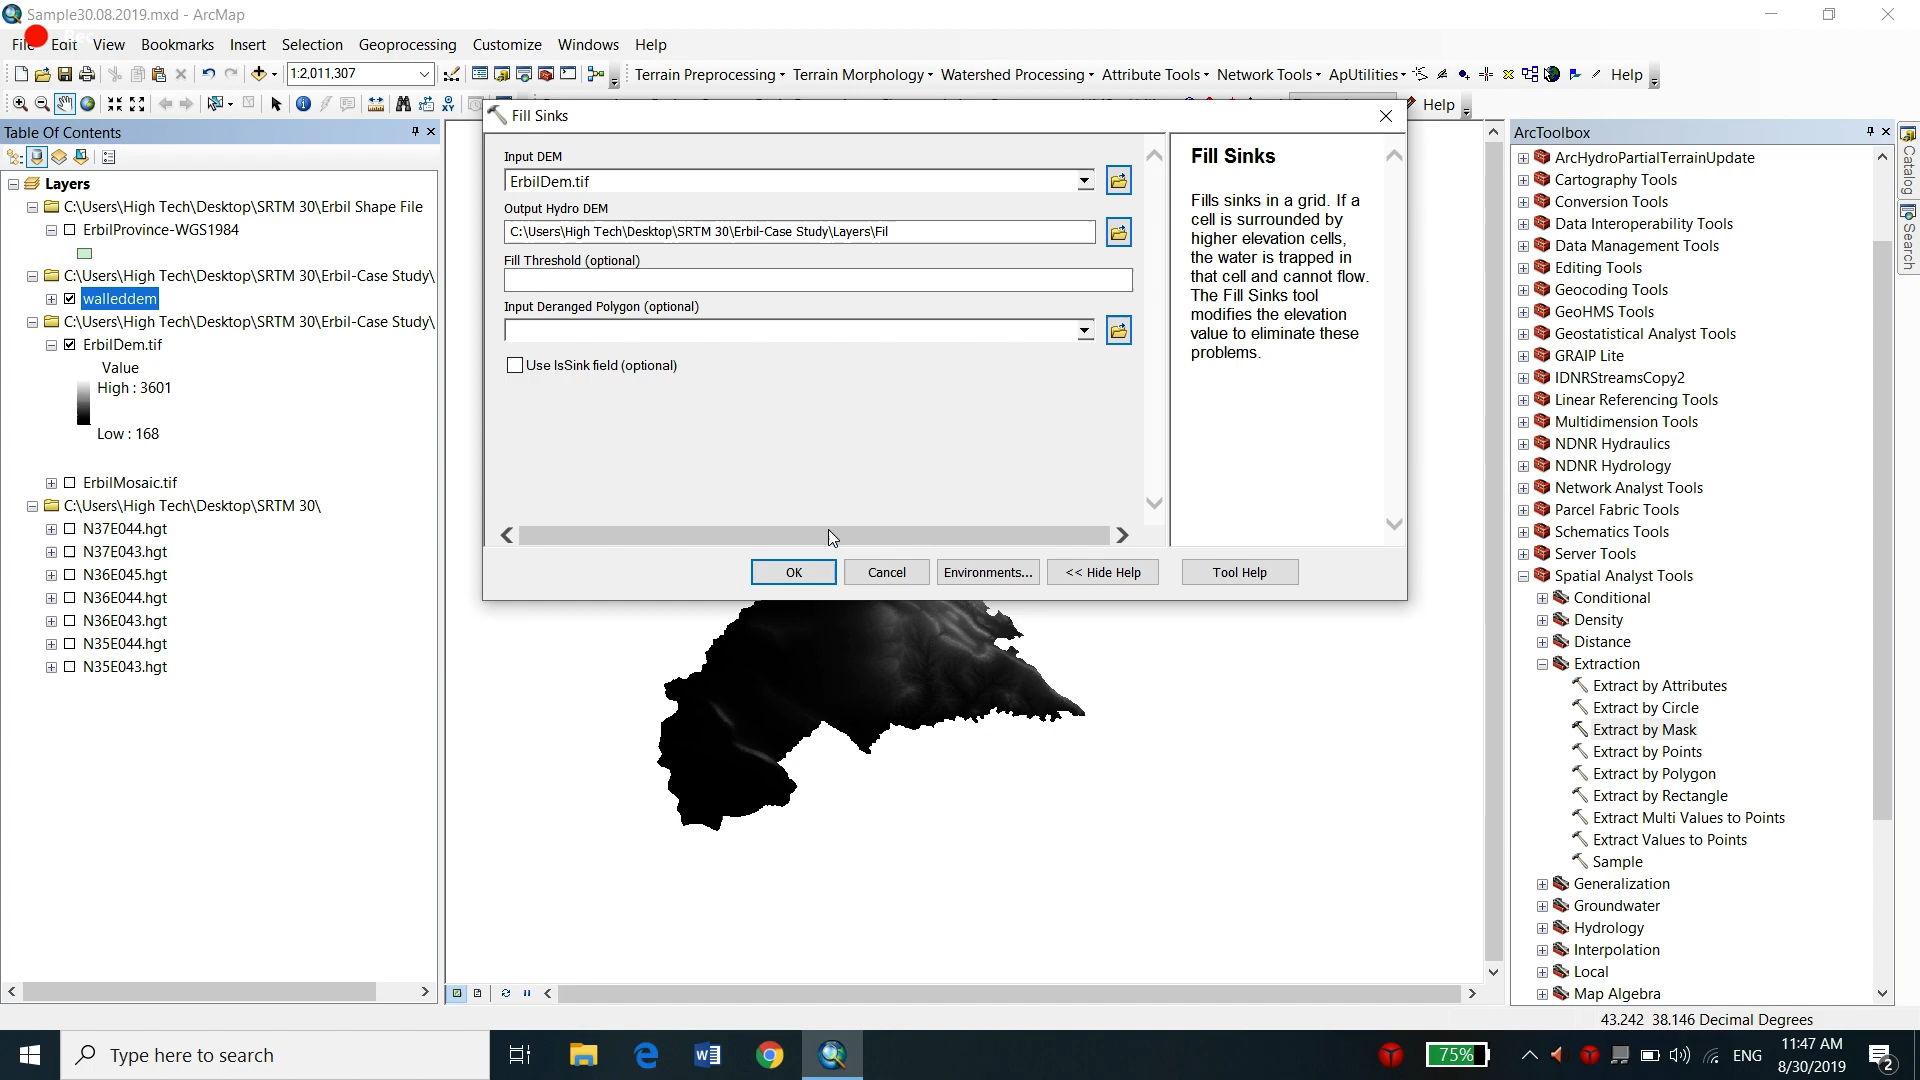 Sample30.08.2019.mxd - ArcMap
File Edit View Bookmarks Insert Selection Geoprocessing Customize Windows Help
1:2,011,307
Terrain Preprocessing Terrain Morphology Watershed Processing Attribute Tools Network Tools ApUtilities Help
Help
Table Of Contents
Layers
C:\Users\High Tech\Desktop\SRTM 30\Erbil Shape File
ErbilProvince-WGS1984
C:\Users\High Tech\Desktop\SRTM 30\Erbil-Case Study\
walleddem
C:\Users\High Tech\Desktop\SRTM 30\Erbil-Case Study\
ErbilDem.tif
Value
High : 3601
Low : 168
ErbilMosaic.tif
C:\Users\High Tech\Desktop\SRTM 30\
N37E044.hgt
N37E043.hgt
N36E045.hgt
N36E044.hgt
N36E043.hgt
N35E044.hgt
N35E043.hgt
Fill Sinks
Input DEM
ErbilDem.tif
Output Hydro DEM
C:\Users\High Tech\Desktop\SRTM 30\Erbil-Case Study\Layers\Fil
Fill Threshold (optional)
Input Deranged Polygon (optional)
Use IsSink field (optional)
OK Cancel Environments... << Hide Help Tool Help
Fill Sinks
Fills sinks in a grid. If a
cell is surrounded by
higher elevation cells,
the water is trapped in
that cell and cannot flow.
The Fill Sinks tool
modifies the elevation
value to eliminate these
problems.
ArcToolbox
ArcHydroPartialTerrainUpdate
Cartography Tools
Conversion Tools
Data Interoperability Tools
Data Management Tools
Editing Tools
Geocoding Tools
GeoHMS Tools
Geostatistical Analyst Tools
GRAIP Lite
IDNRStreamsCopy2
Linear Referencing Tools
Multidimension Tools
NDNR Hydraulics
NDNR Hydrology
Network Analyst Tools
Parcel Fabric Tools
Schematics Tools
Server Tools
Spatial Analyst Tools
Conditional
Density
Distance
Extraction
Extract by Attributes
Extract by Circle
Extract by Mask
Extract by Points
Extract by Polygon
Extract by Rectangle
Extract Multi Values to Points
Extract Values to Points
Sample
Generalization
Groundwater
Hydrology
Interpolation
Local
Map Algebra
Catalog
Search
43.242 38.146 Decimal Degrees
Type here to search
75%
ENG
11:47 AM
8/30/2019
2